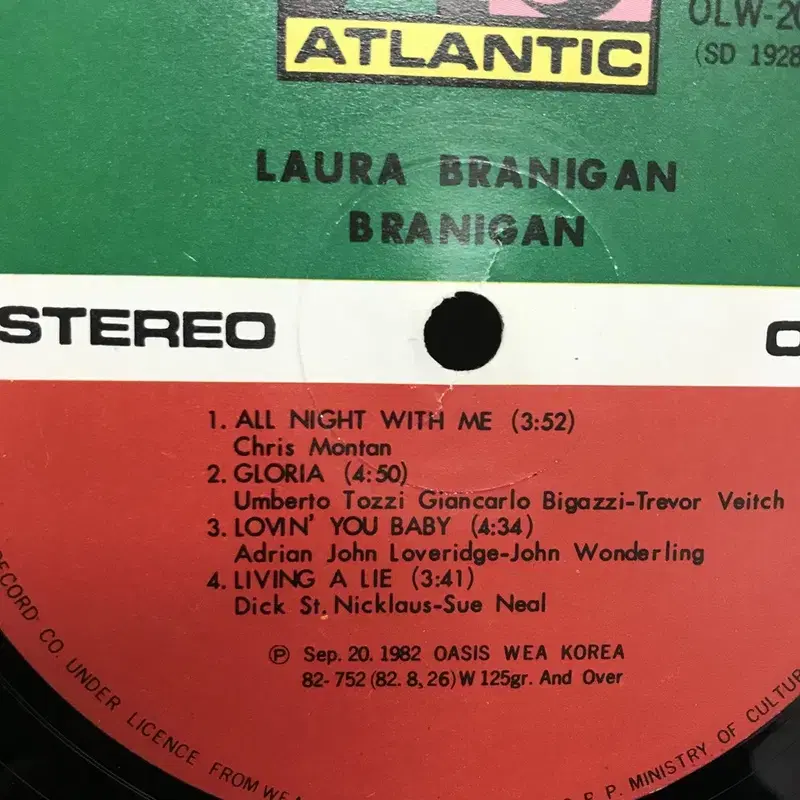 ATLANTIC
OLW-20
(SD 1928
LAURA BRANIGAN
BRANIGAN
STEREO
1. ALL NIGHT WITH ME (3:52)
Chris Montan
2. GLORIA (4:50)
Umberto Tozzi Giancarlo Bigazzi-Trevor Veitch
3. LOVIN' YOU BABY (4:34)
Adrian John Loveridge-John Wonderling
4. LIVING A LIE (3:41)
Dick St. Nicklaus-Sue Neal
℗ Sep. 20. 1982 OASIS WEA KOREA
82-752 (82. 8, 26) W 125gr. And Over
RECORD CO. UNDER LICENCE FROM WEA
P. MINISTRY OF CULTUR